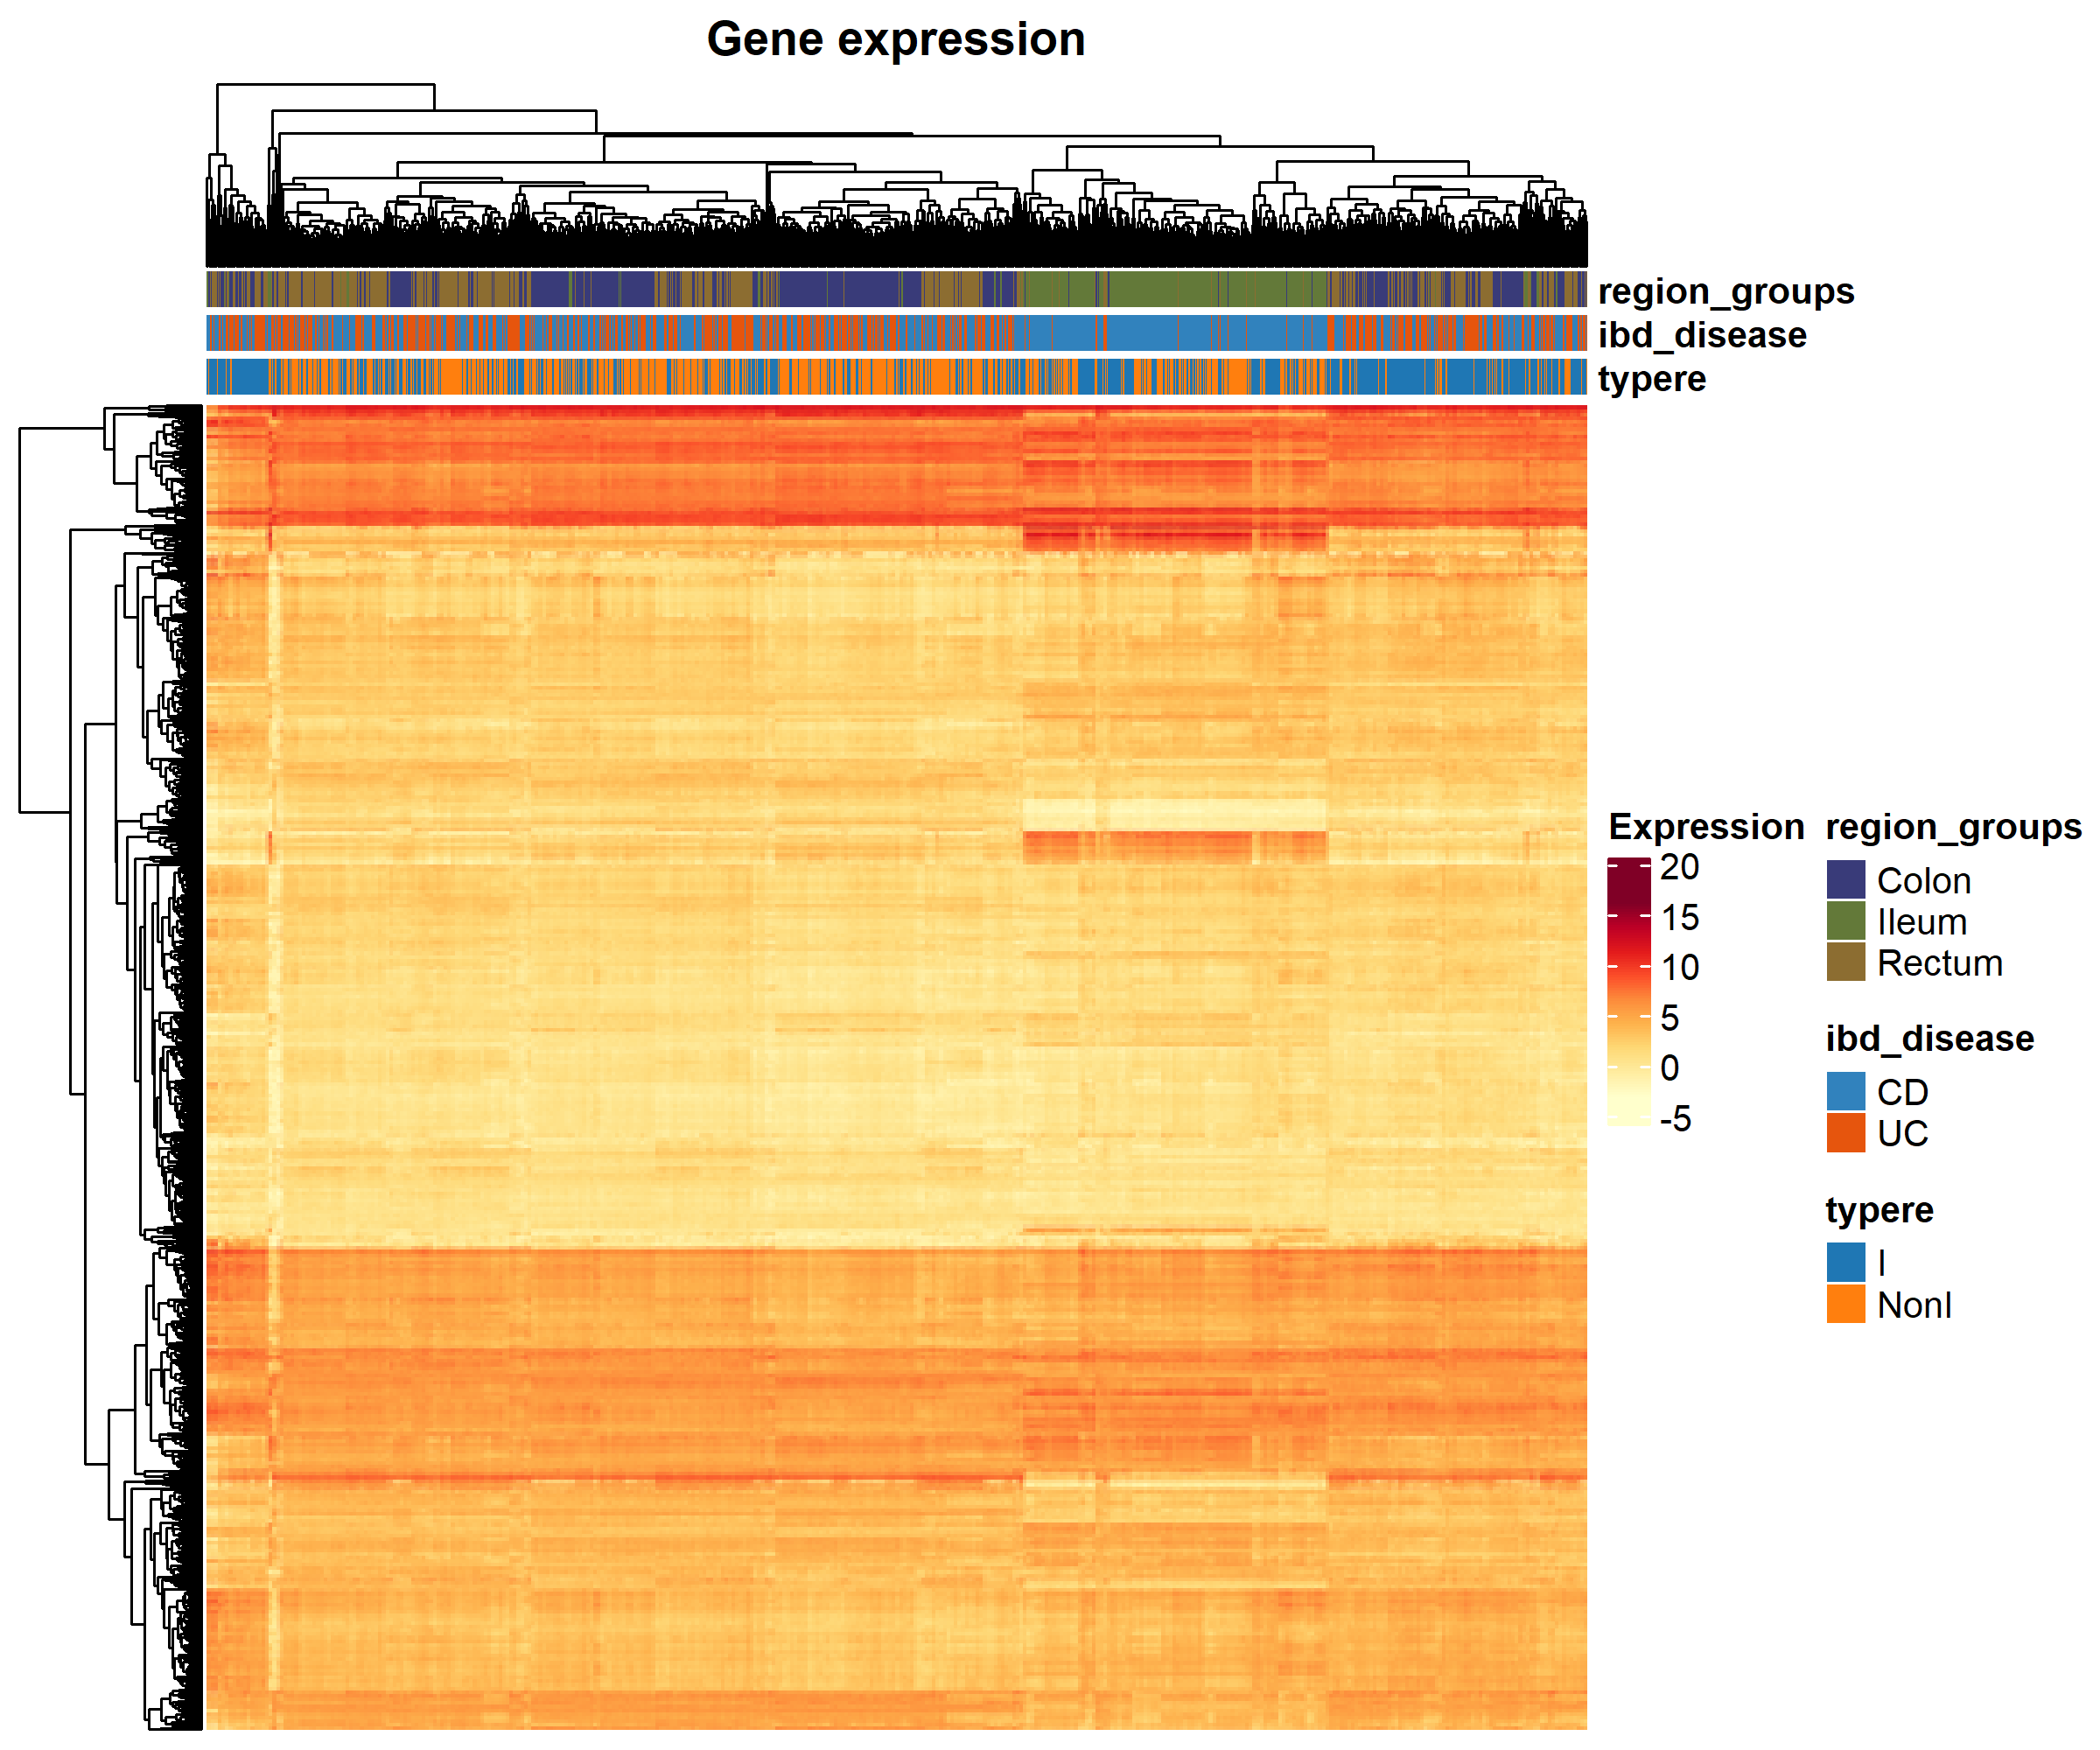 Gene expression
region_groups
ibd_disease
typere
Expression
20
15
10
5
0
-5
region_groups
Colon
Ileum
Rectum
ibd_disease
CD
UC
typere
I
NonI